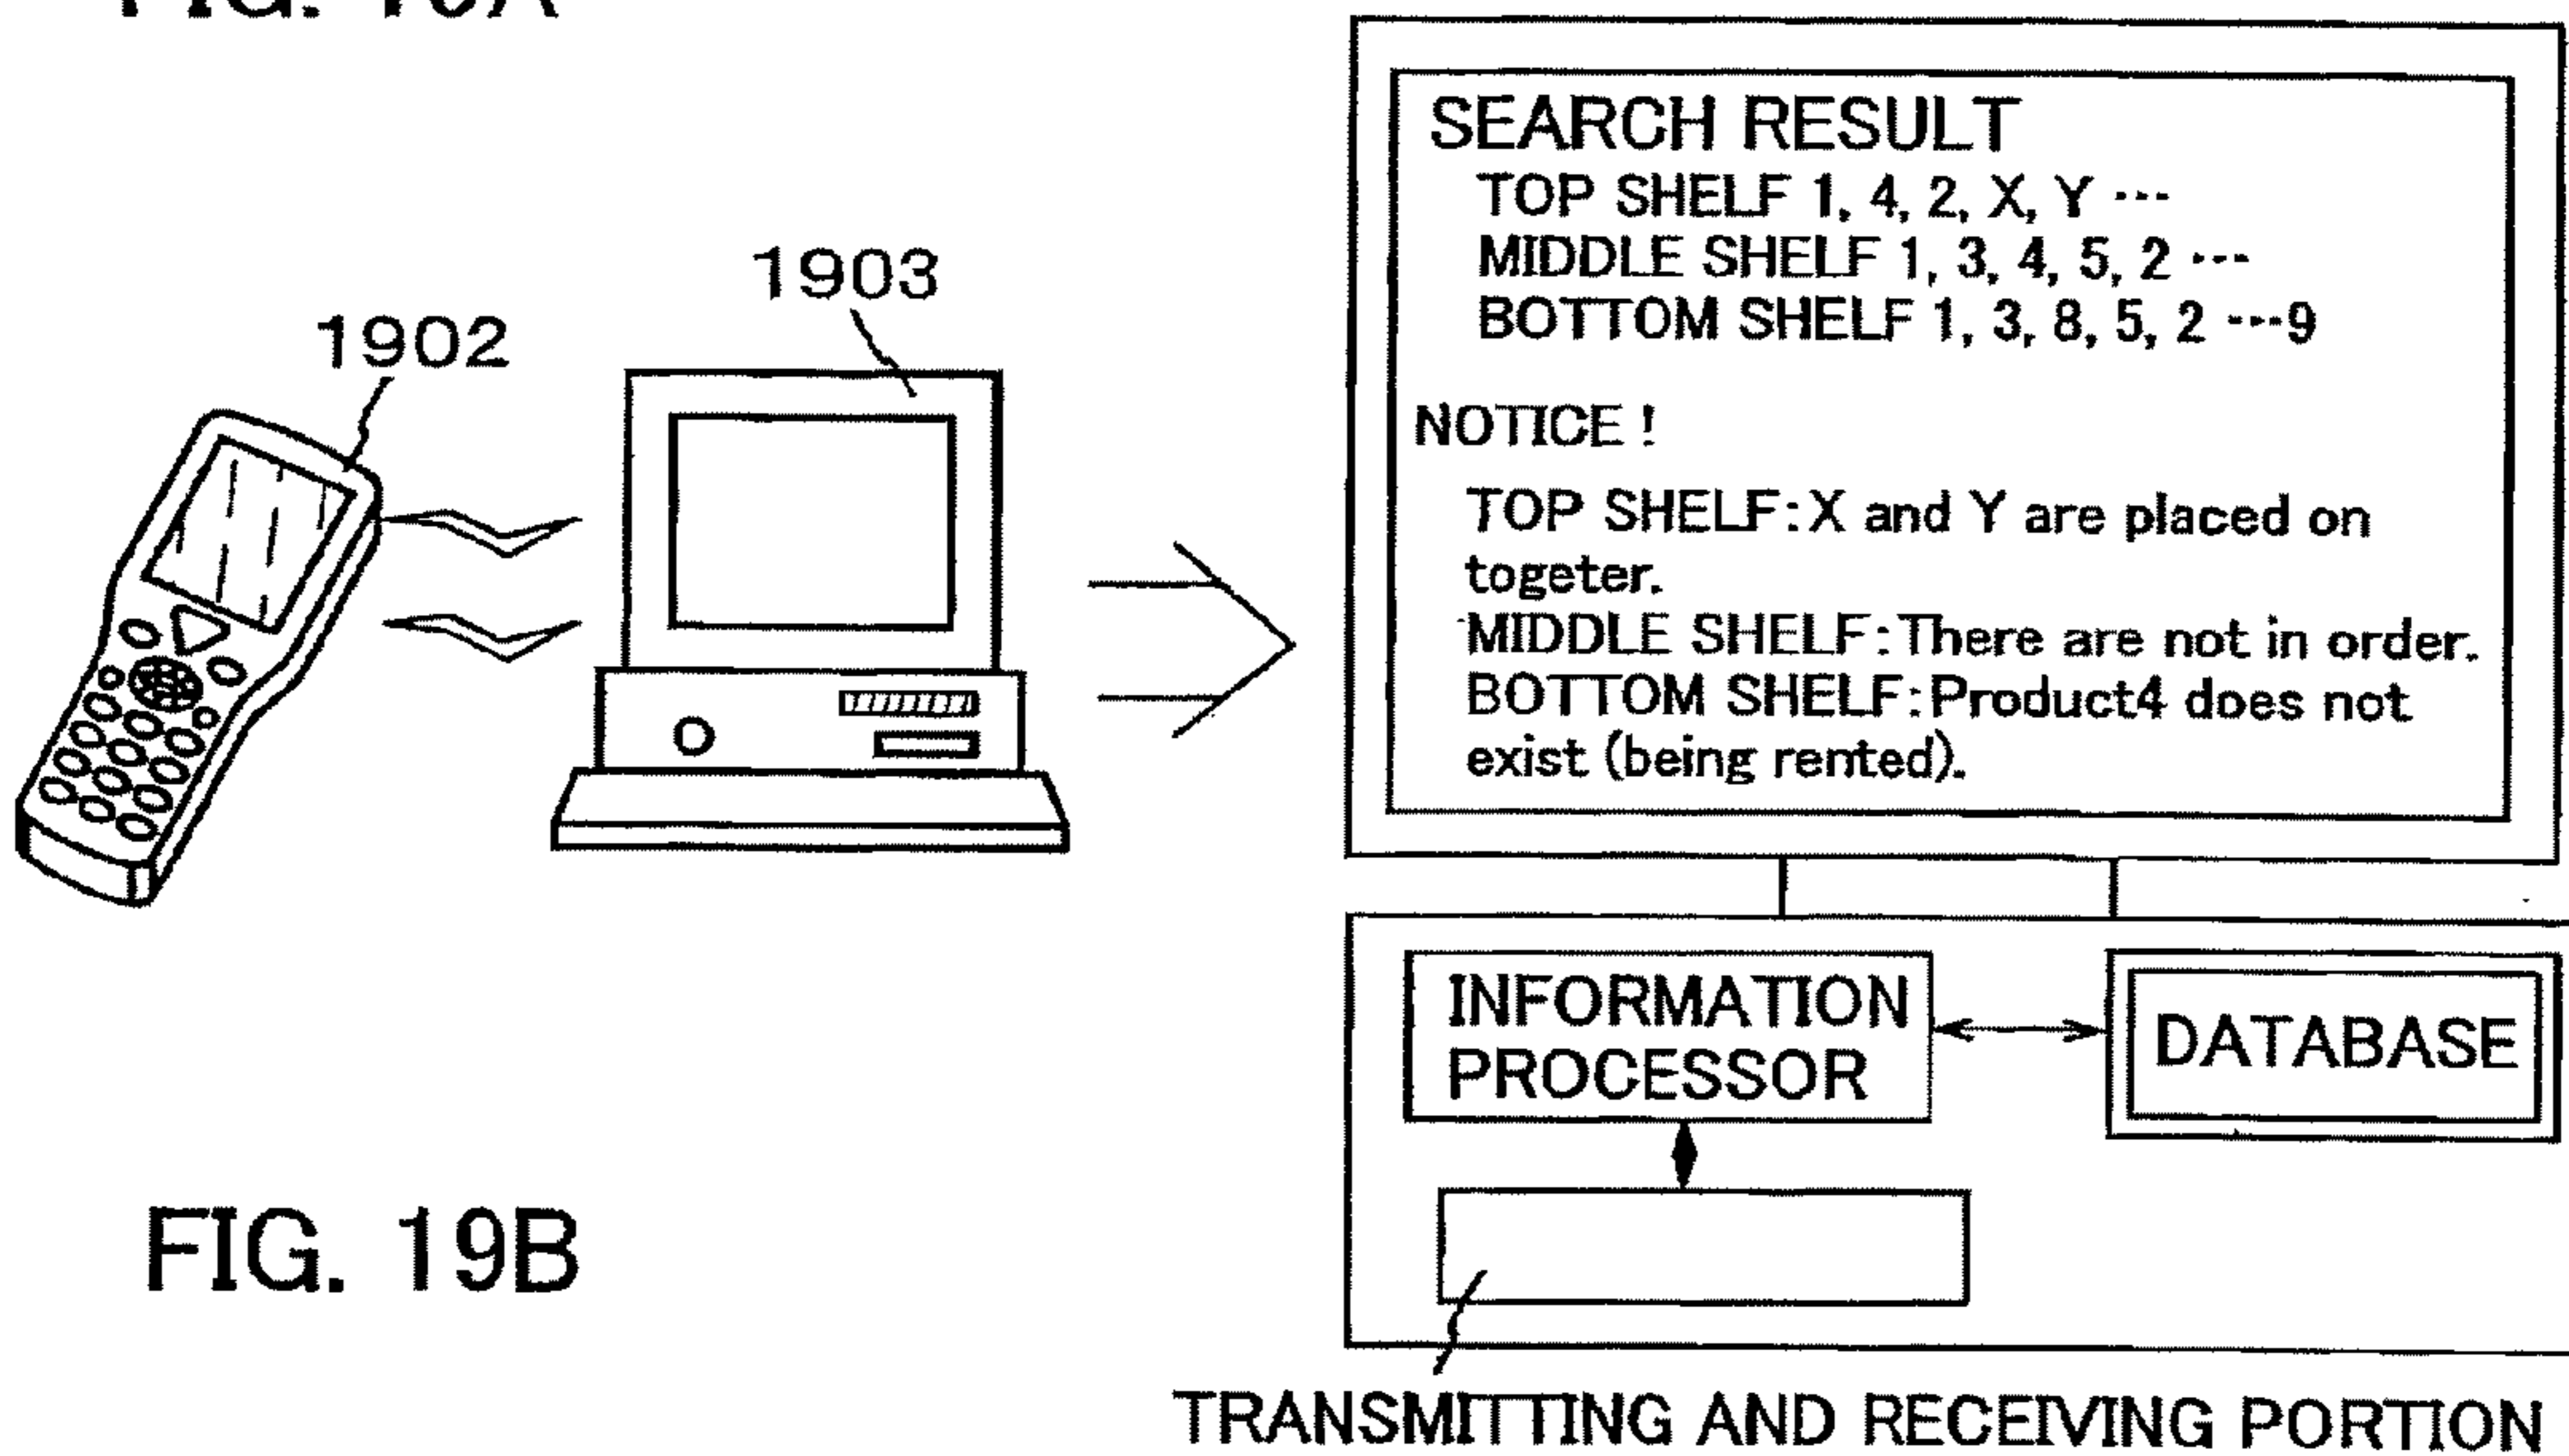 1902
1903
SEARCH RESULT
TOP SHELF 1, 4, 2, X, Y ···
MIDDLE SHELF 1, 3, 4, 5, 2 ···
BOTTOM SHELF 1, 3, 8, 5, 2 ···9
NOTICE !
TOP SHELF:X and Y are placed on
togeter.
MIDDLE SHELF:There are not in order.
BOTTOM SHELF:Product4 does not
exist (being rented).
INFORMATION
PROCESSOR
DATABASE
FIG. 19B
TRANSMITTING AND RECEIVING PORTION